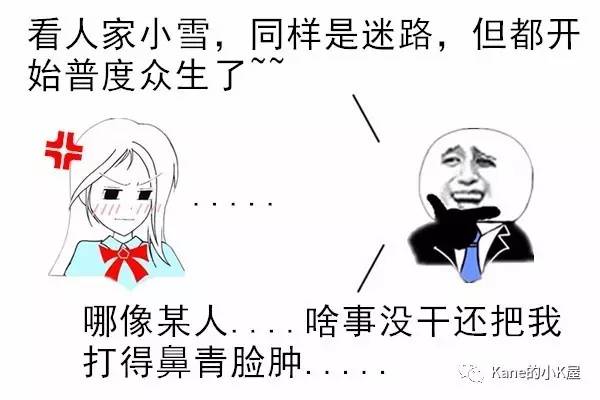 看人家小雪，同样是迷路，但都开
始普度众生了~~
.....
哪像某人....啥事没干还把我
打得鼻青脸肿.....
Kane的小K屋